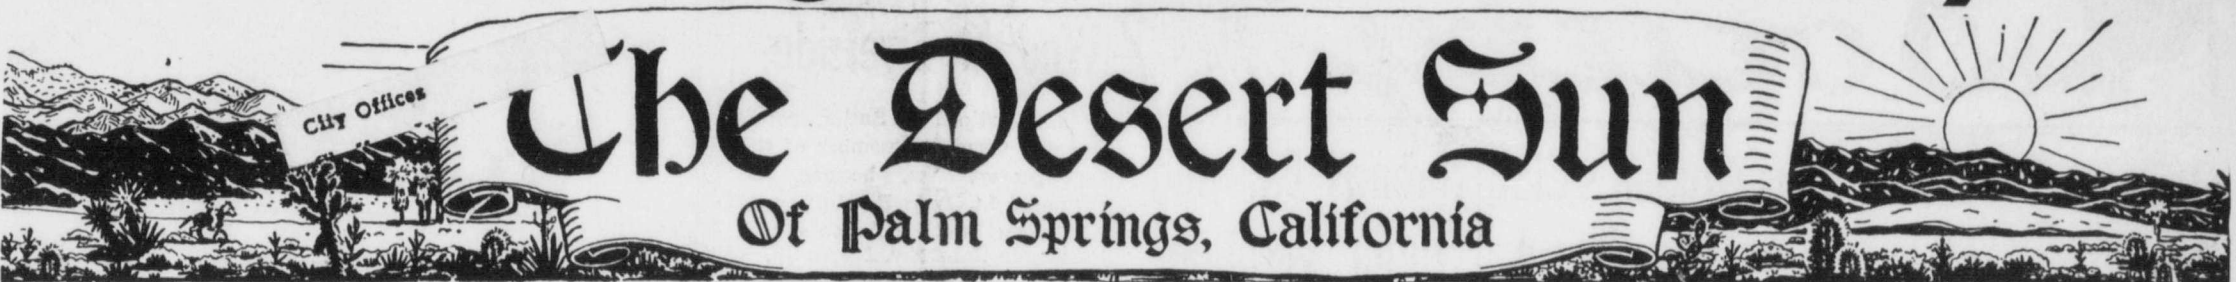 City Offices
The Desert Sun
Of Palm Springs, California